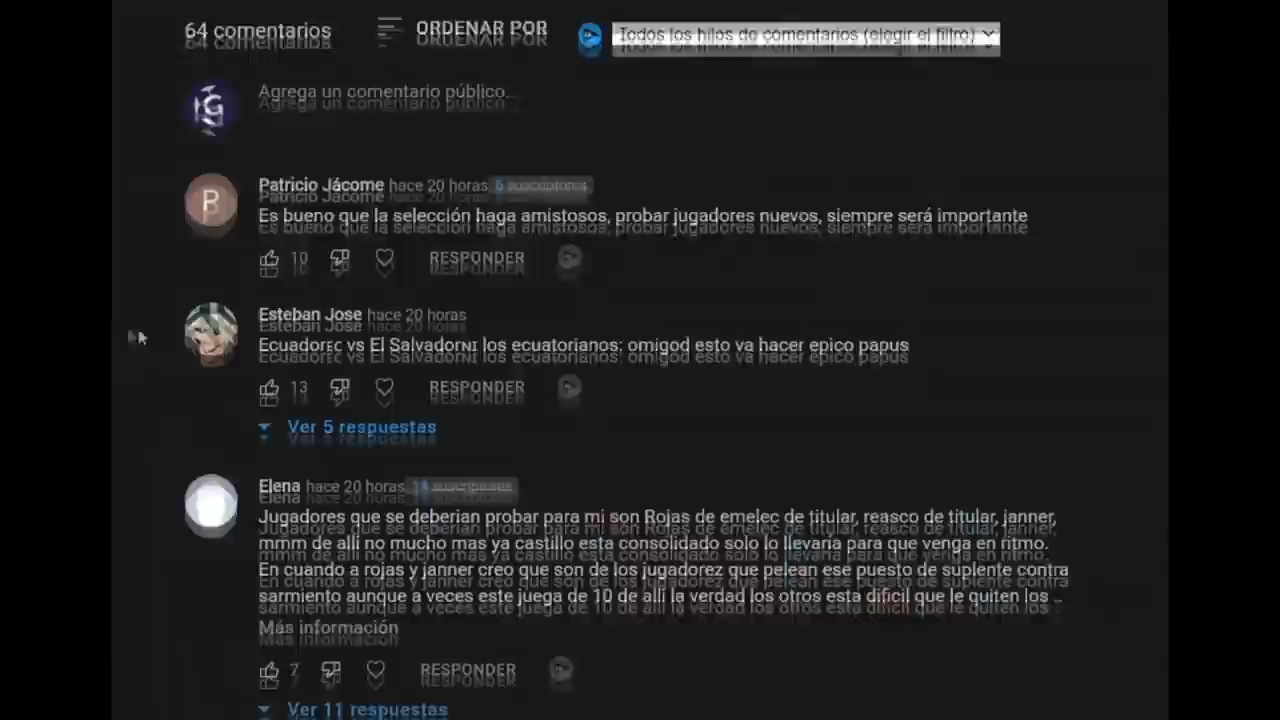 64 comentarios
ORDENAR POR
Todos los hilos de comentarios (elegir el filtro)
G
Agrega un comentario público...
P
Patricio Jácome hace 20 horas
Es bueno que la selección haga amistosos, probar jugadores nuevos, siempre será importante
10 RESPONDER
Esteban Jose hace 20 horas
EcuadorEC vs El SalvadorNI los ecuatorianos: omigod esto va hacer epico papus
13 RESPONDER
Ver 5 respuestas
Elena hace 20 horas
Jugadores que se deberian probar para mi son Rojas de emelec de titular, reasco de titular, janner,
mmm de allí no mucho mas ya castillo esta consolidado solo lo llevaria para que venga en ritmo.
En cuando a rojas y janner creo que son de los jugadorez que pelean ese puesto de suplente contra
sarmiento aunque a veces este juega de 10 de allí la verdad los otros esta dificil que le quiten los ...
Más información
7 RESPONDER
Ver 11 respuestas